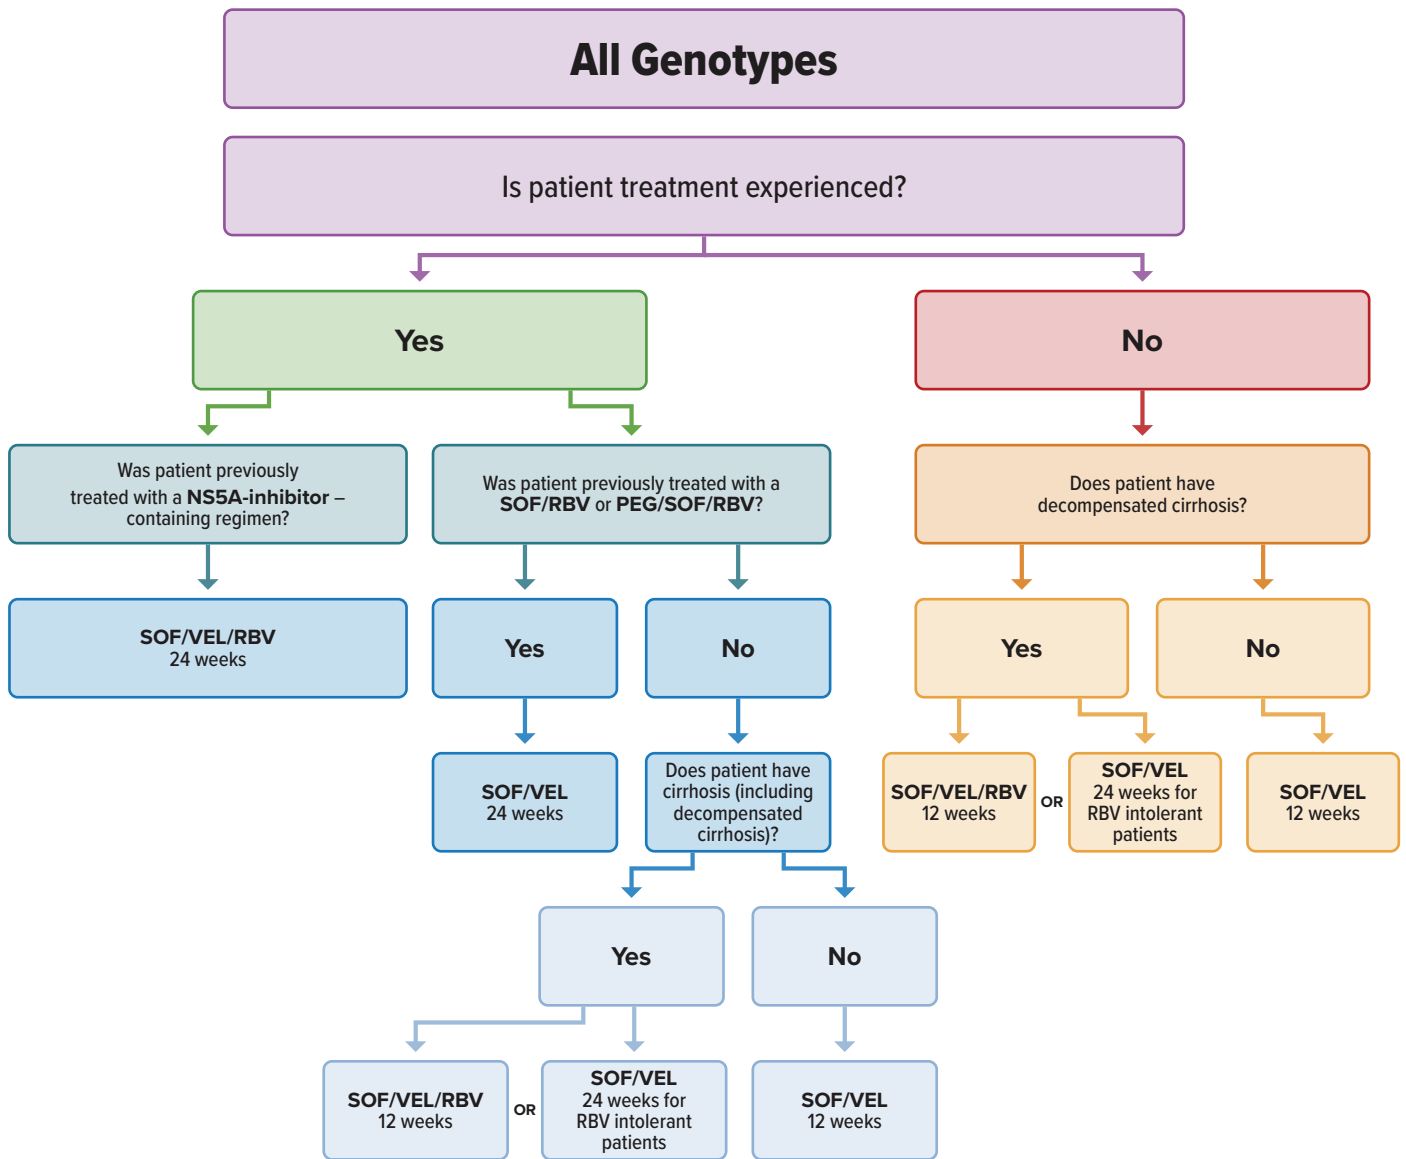 All Genotypes
Is patient treatment experienced?
Yes
No
Was patient previously
treated with a NS5A-inhibitor –
containing regimen?
Was patient previously treated with a
SOF/RBV or PEG/SOF/RBV?
Does patient have
decompensated cirrhosis?
SOF/VEL/RBV
24 weeks
Yes
No
Yes
No
SOF/VEL
24 weeks
Does patient have
cirrhosis (including
decompensated
cirrhosis)?
SOF/VEL/RBV
12 weeks
OR
SOF/VEL
24 weeks for
RBV intolerant
patients
SOF/VEL
12 weeks
Yes
No
SOF/VEL/RBV
12 weeks
OR
SOF/VEL
24 weeks for
RBV intolerant
patients
SOF/VEL
12 weeks